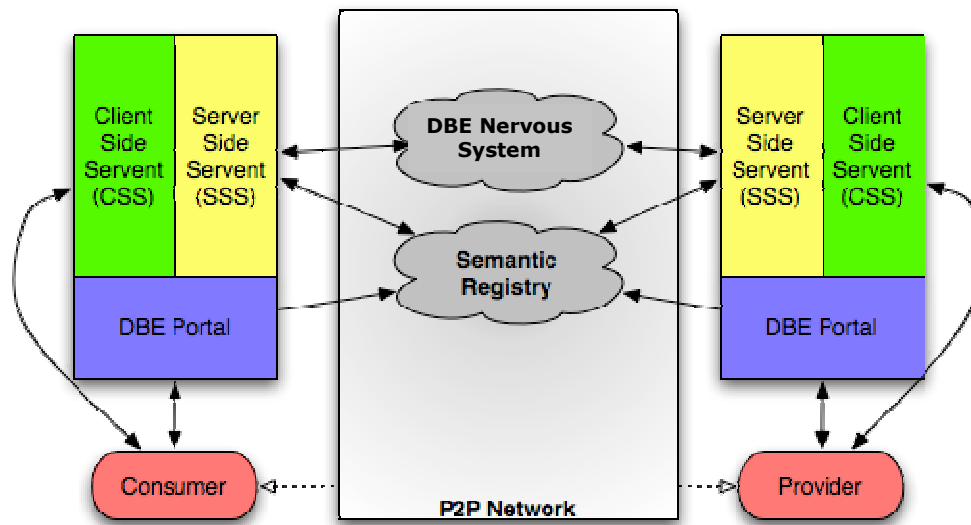 Client
Side
Servent
(CSS)
Server
Side
Servent
(SSS)
DBE Portal
Consumer
DBE Nervous
System
Semantic
Registry
P2P Network
Server
Side
Servent
(SSS)
Client
Side
Servent
(CSS)
DBE Portal
Provider